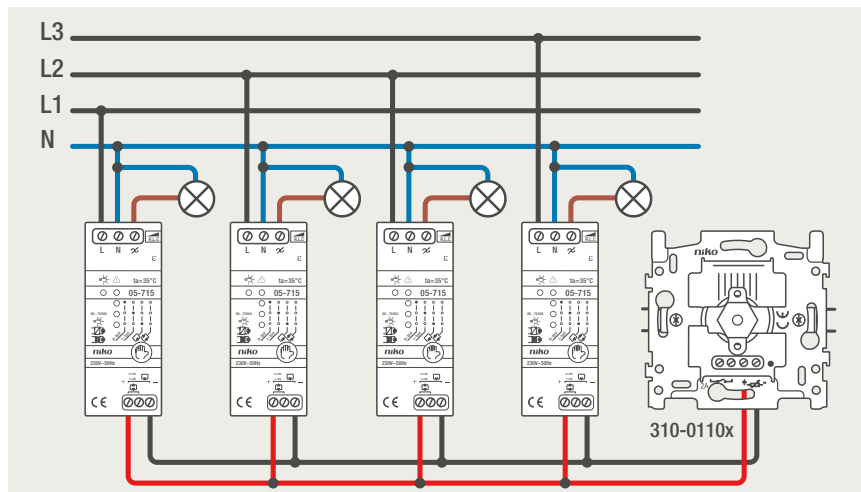 L3
L2
L1
N
L N
ε
ta=35°C
05-715
niko
230V~50Hz
+ −
CE
L N
ε
ta=35°C
05-715
niko
230V~50Hz
+ −
CE
L N
ε
ta=35°C
05-715
niko
230V~50Hz
+ −
CE
L N
ε
ta=35°C
05-715
niko
230V~50Hz
+ −
CE
niko
CE
2A + -
310-0110x